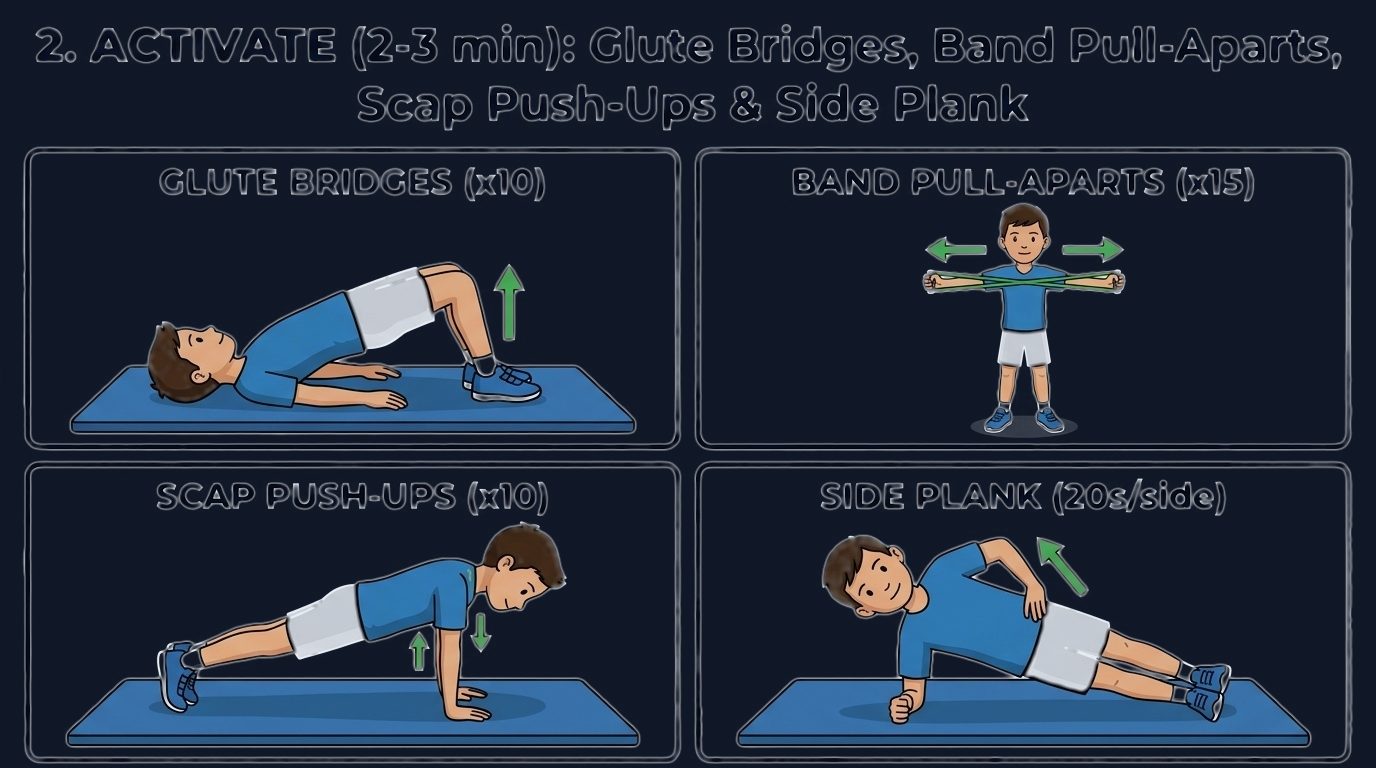 2. ACTIVATE (2-3 min): Glute Bridges, Band Pull-Aparts,
Scap Push-Ups & Side Plank
GLUTE BRIDGES (x10)
BAND PULL-APARTS (x15)
SCAP PUSH-UPS (x10)
SIDE PLANK (20s/side)